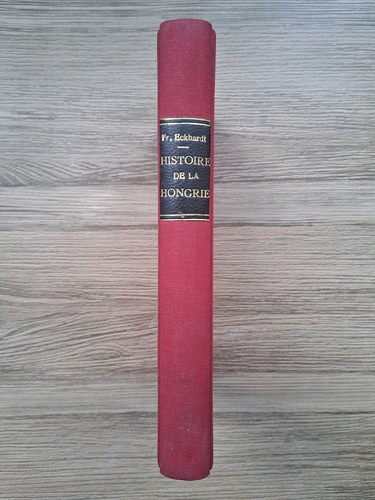 Fr. Eckhardt
HISTOIRE
DE LA
HONGRIE